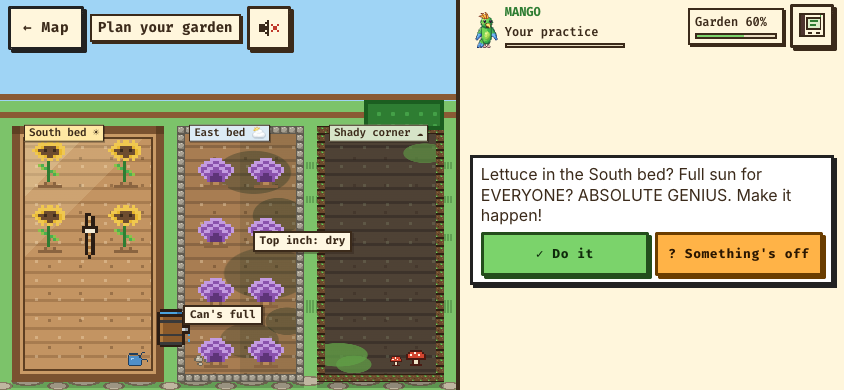 ← Map
Plan your garden
South bed ☀
East bed ⛅
Shady corner ☁
Top inch: dry
Can's full
MANGO
Your practice
Garden 60%
Lettuce in the South bed? Full sun for
EVERYONE? ABSOLUTE GENIUS. Make it
happen!
✓ Do it
? Something's off